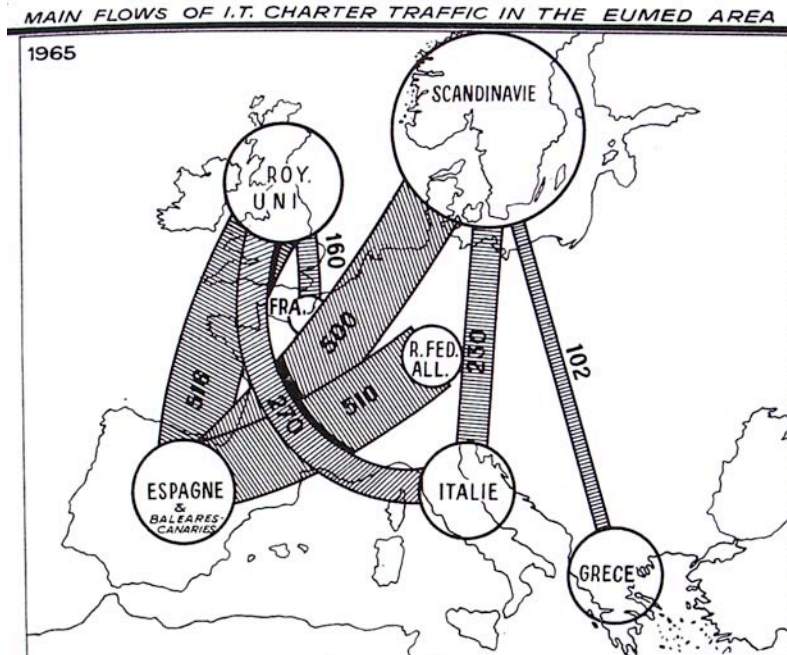 MAIN FLOWS OF I.T. CHARTER TRAFFIC IN THE EUMED AREA
1965
SCANDINAVIE
ROY.
UNI
160
FRA.
500
R. FED.
ALL.
230
102
516
510
270
ESPAGNE
&
BALEARES-
CANARIES
ITALIE
GRECE